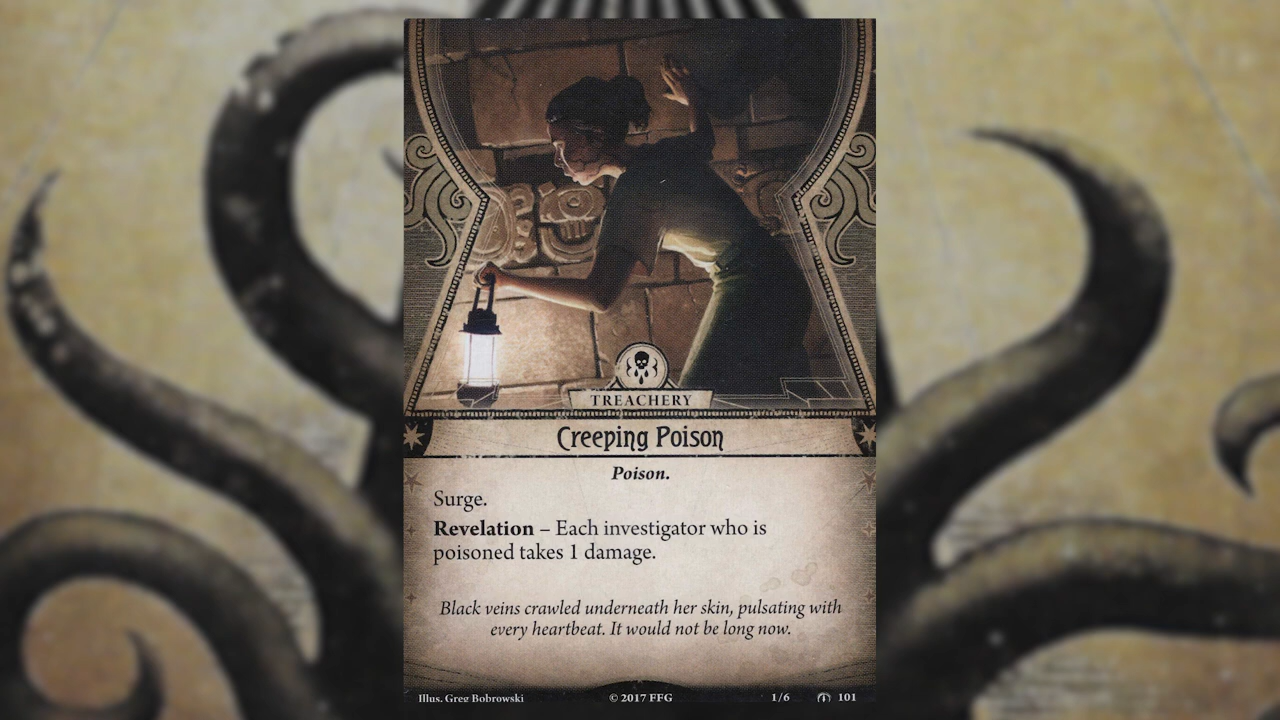 TREACHERY
Creeping Poison
Poison.
Surge.
Revelation – Each investigator who is
poisoned takes 1 damage.
Black veins crawled underneath her skin, pulsating with
every heartbeat. It would not be long now.
Illus. Greg Bobrowski © 2017 FFG 1/6 101